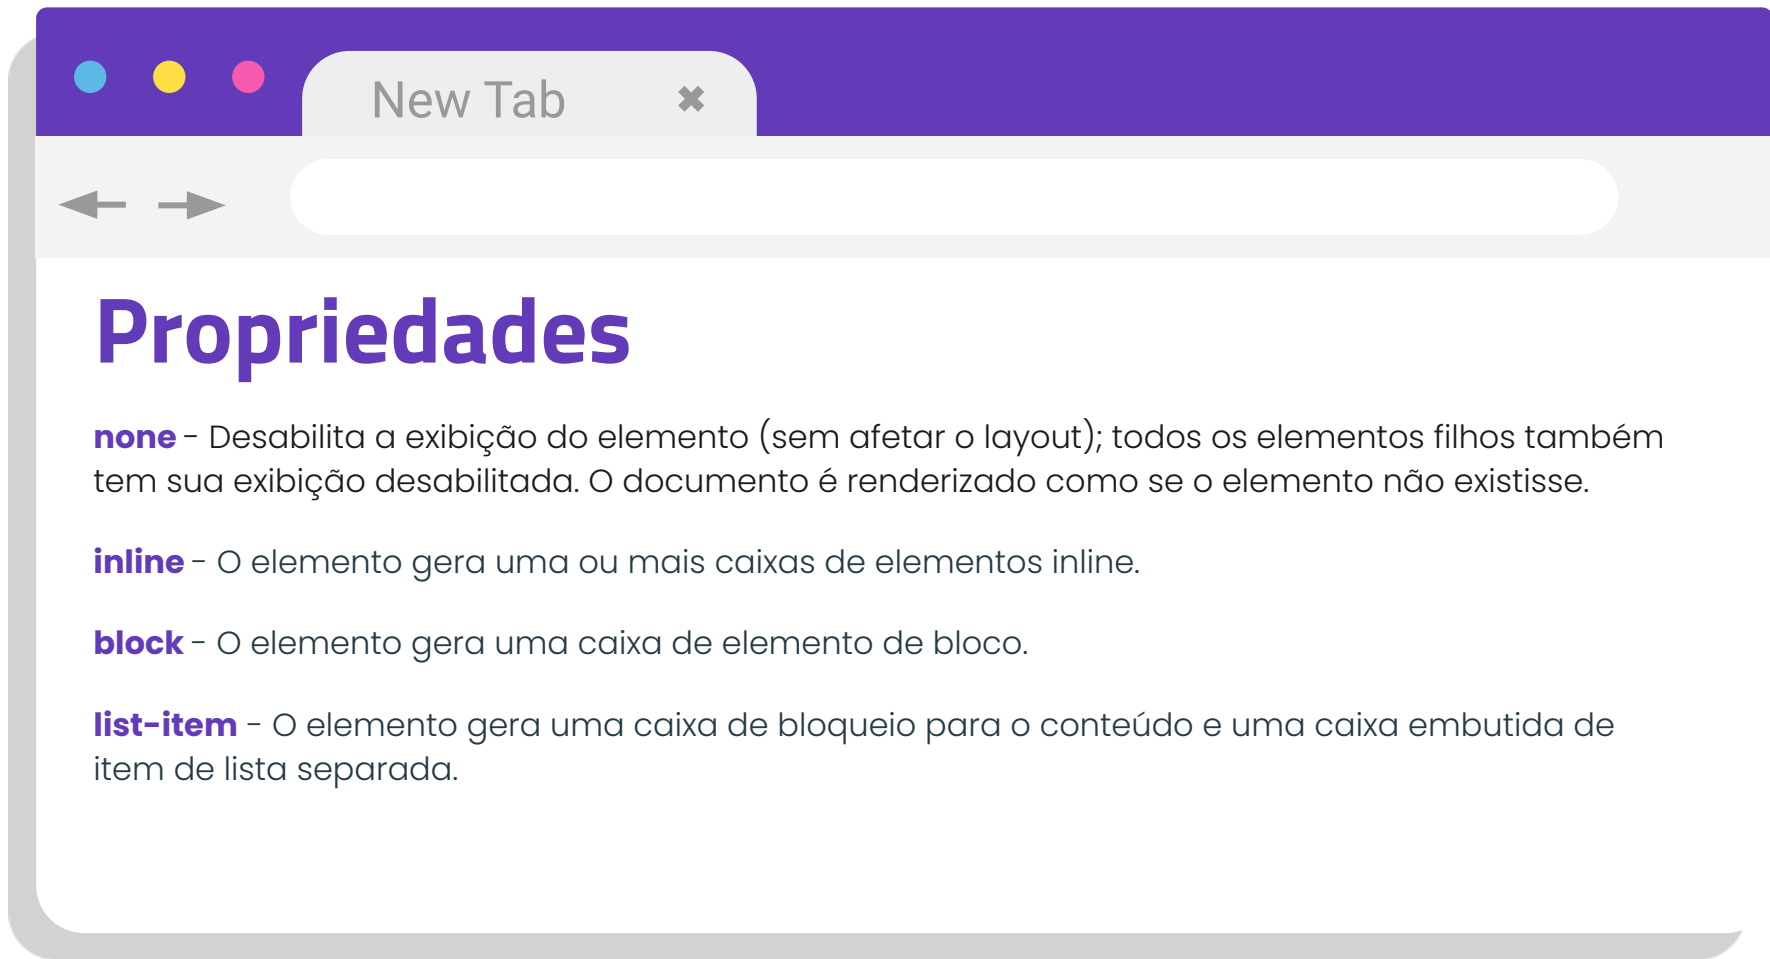 New Tab ✖
Propriedades
none - Desabilita a exibição do elemento (sem afetar o layout); todos os elementos filhos também
tem sua exibição desabilitada. O documento é renderizado como se o elemento não existisse.
inline - O elemento gera uma ou mais caixas de elementos inline.
block - O elemento gera uma caixa de elemento de bloco.
list-item - O elemento gera uma caixa de bloqueio para o conteúdo e uma caixa embutida de
item de lista separada.